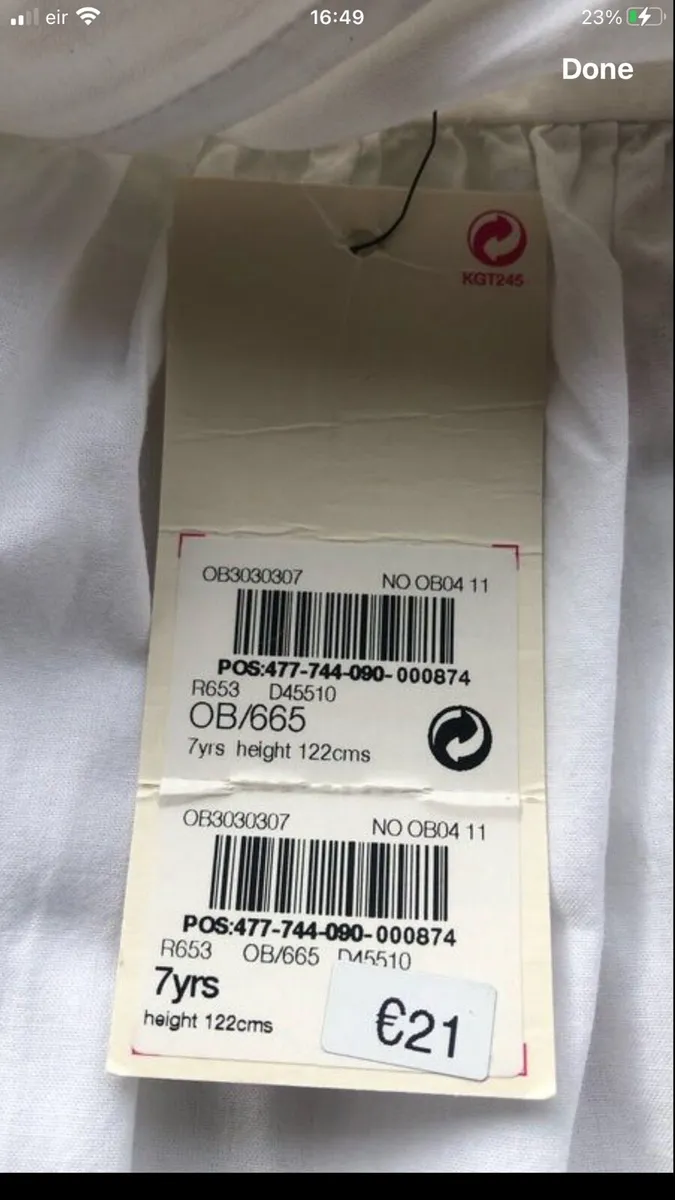 eir 16:49 23%
Done
KGT245
OB3030307 NO OB04 11
POS:477-744-090-000874
R653 D45510
OB/665
7yrs height 122cms
OB3030307 NO OB04 11
POS:477-744-090-000874
R653 OB/665 D45510
7yrs
height 122cms
€21